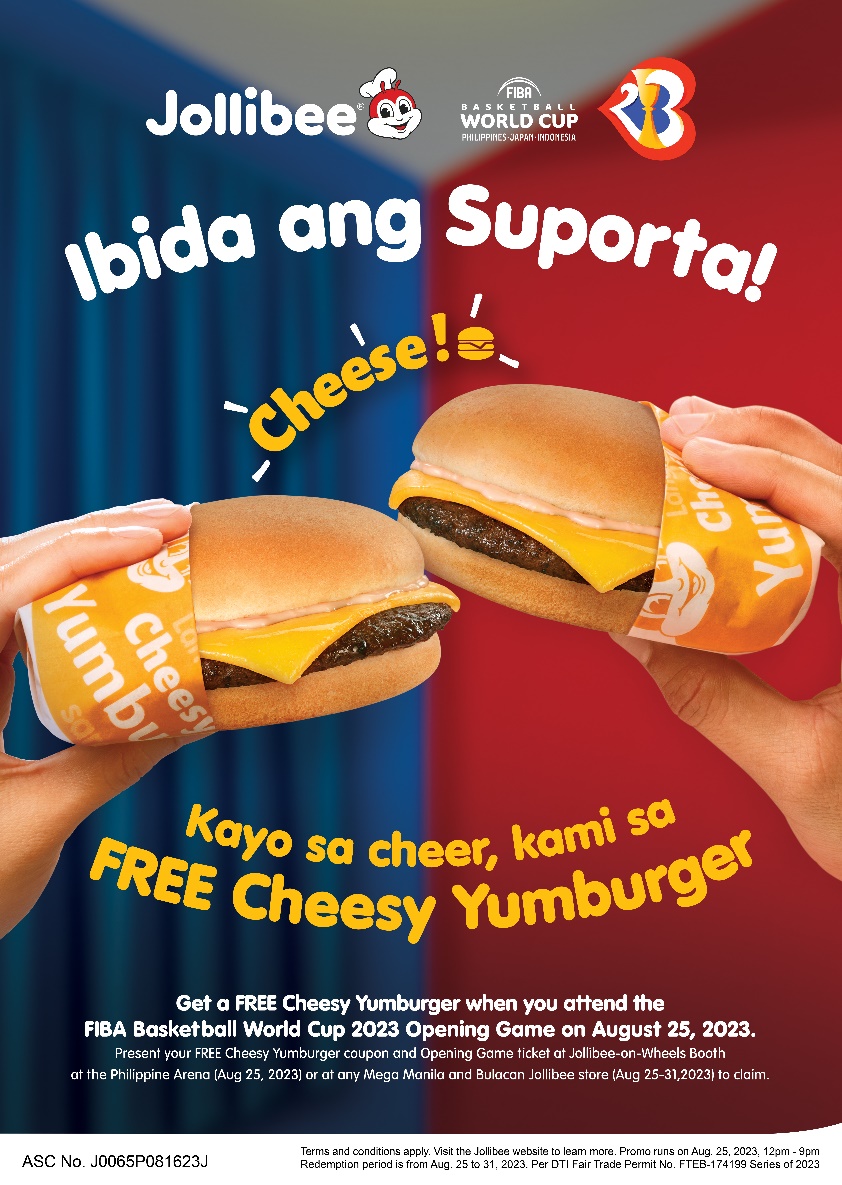 Jollibee®
FIBA
BASKETBALL
WORLD CUP
PHILIPPINES·JAPAN·INDONESIA
23
Ibida ang Suporta!
Cheese!
Cheesy
Yumbu
Che
Yum
Kayo sa cheer, kami sa
FREE Cheesy Yumburger
Get a FREE Cheesy Yumburger when you attend the
FIBA Basketball World Cup 2023 Opening Game on August 25, 2023.
Present your FREE Cheesy Yumburger coupon and Opening Game ticket at Jollibee-on-Wheels Booth
at the Philippine Arena (Aug 25, 2023) or at any Mega Manila and Bulacan Jollibee store (Aug 25-31,2023) to claim.
ASC No. J0065P081623J
Terms and conditions apply. Visit the Jollibee website to learn more. Promo runs on Aug. 25, 2023, 12pm - 9pm
Redemption period is from Aug. 25 to 31, 2023. Per DTI Fair Trade Permit No. FTEB-174199 Series of 2023